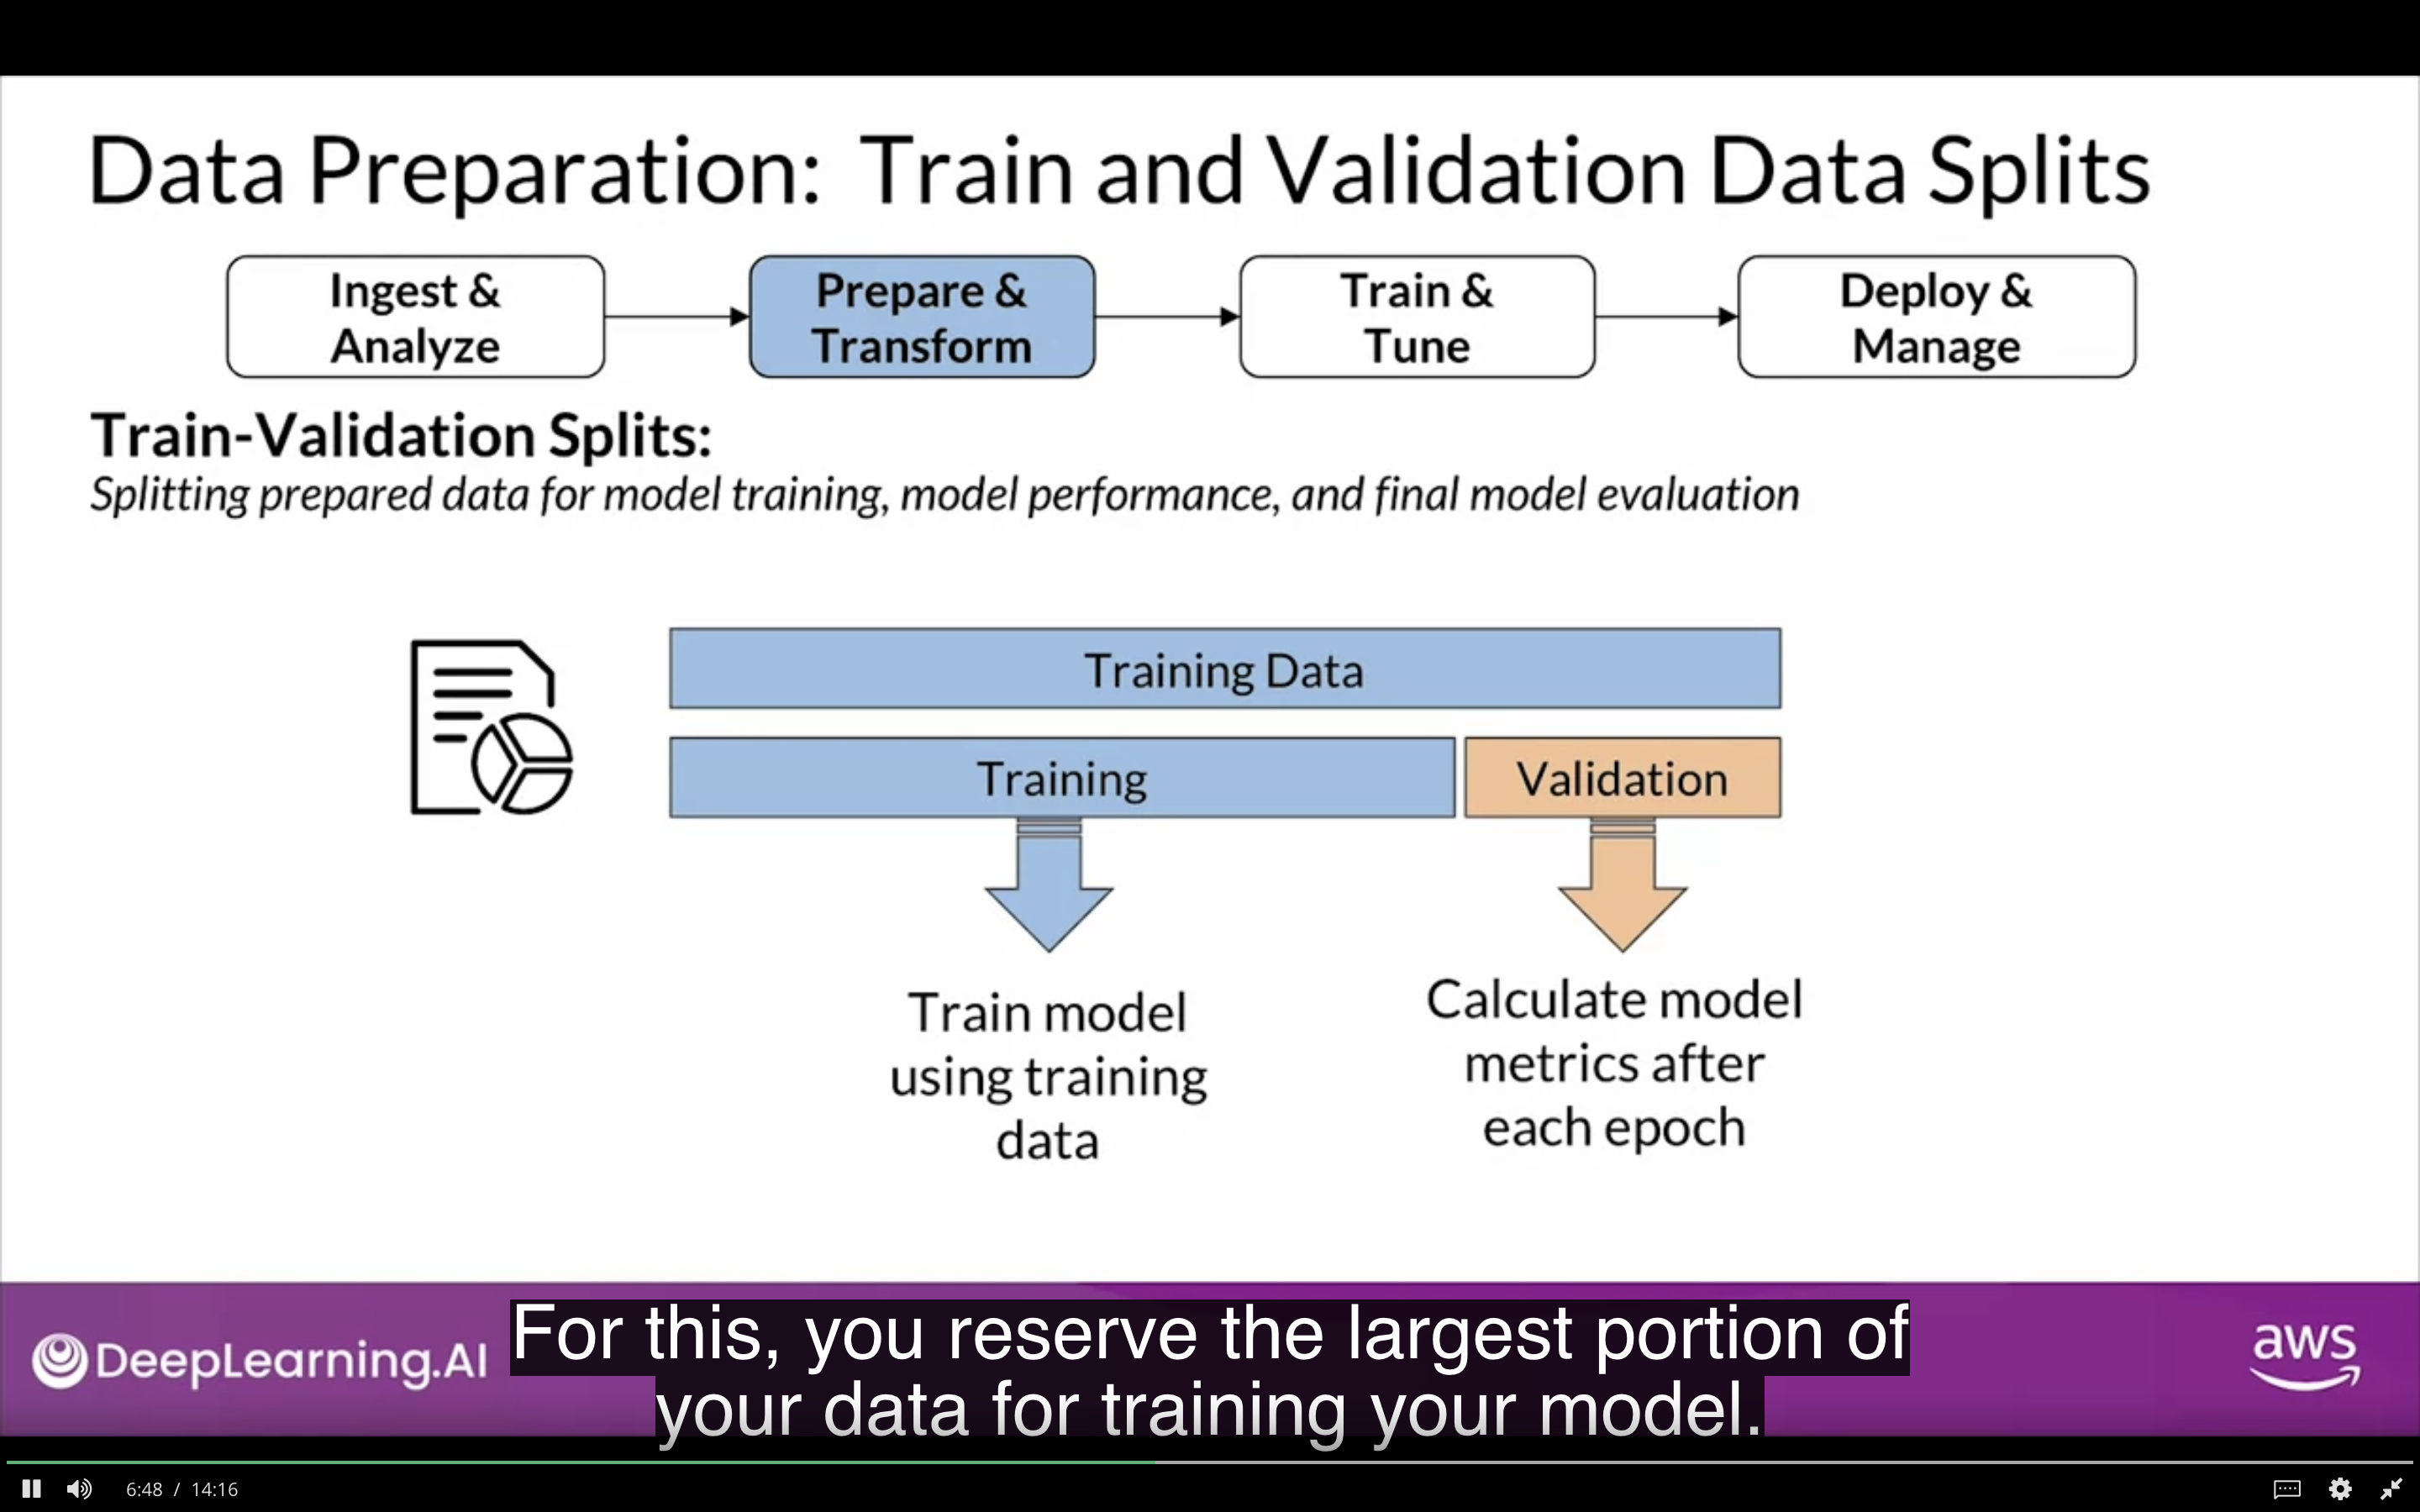 Data Preparation: Train and Validation Data Splits
Ingest &
Analyze
Prepare &
Transform
Train &
Tune
Deploy &
Manage
Train-Validation Splits:
Splitting prepared data for model training, model performance, and final model evaluation
Training Data
Training
Validation
Train model
using training
data
Calculate model
metrics after
each epoch
DeepLearning.AI
For this, you reserve the largest portion of
your data for training your model.
aws
6:48 / 14:16